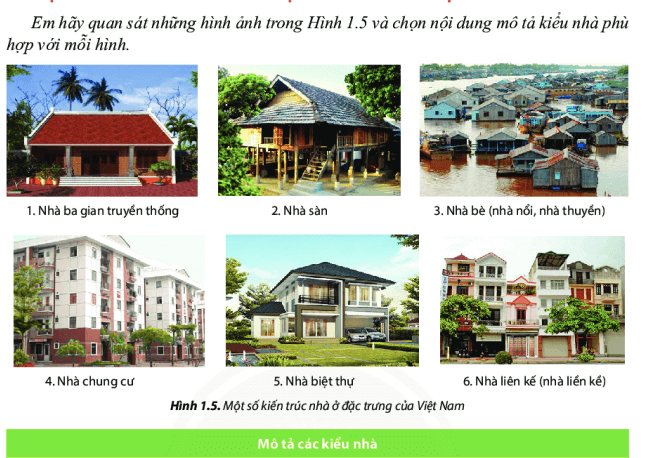 Em hãy quan sát những hình ảnh trong Hình 1.5 và chọn nội dung mô tả kiểu nhà phù
hợp với mỗi hình.
1. Nhà ba gian truyền thống
2. Nhà sàn
3. Nhà bè (nhà nổi, nhà thuyền)
4. Nhà chung cư
5. Nhà biệt thự
6. Nhà liên kế (nhà liền kề)
Hình 1.5. Một số kiến trúc nhà ở đặc trưng của Việt Nam
Mô tả các kiểu nhà